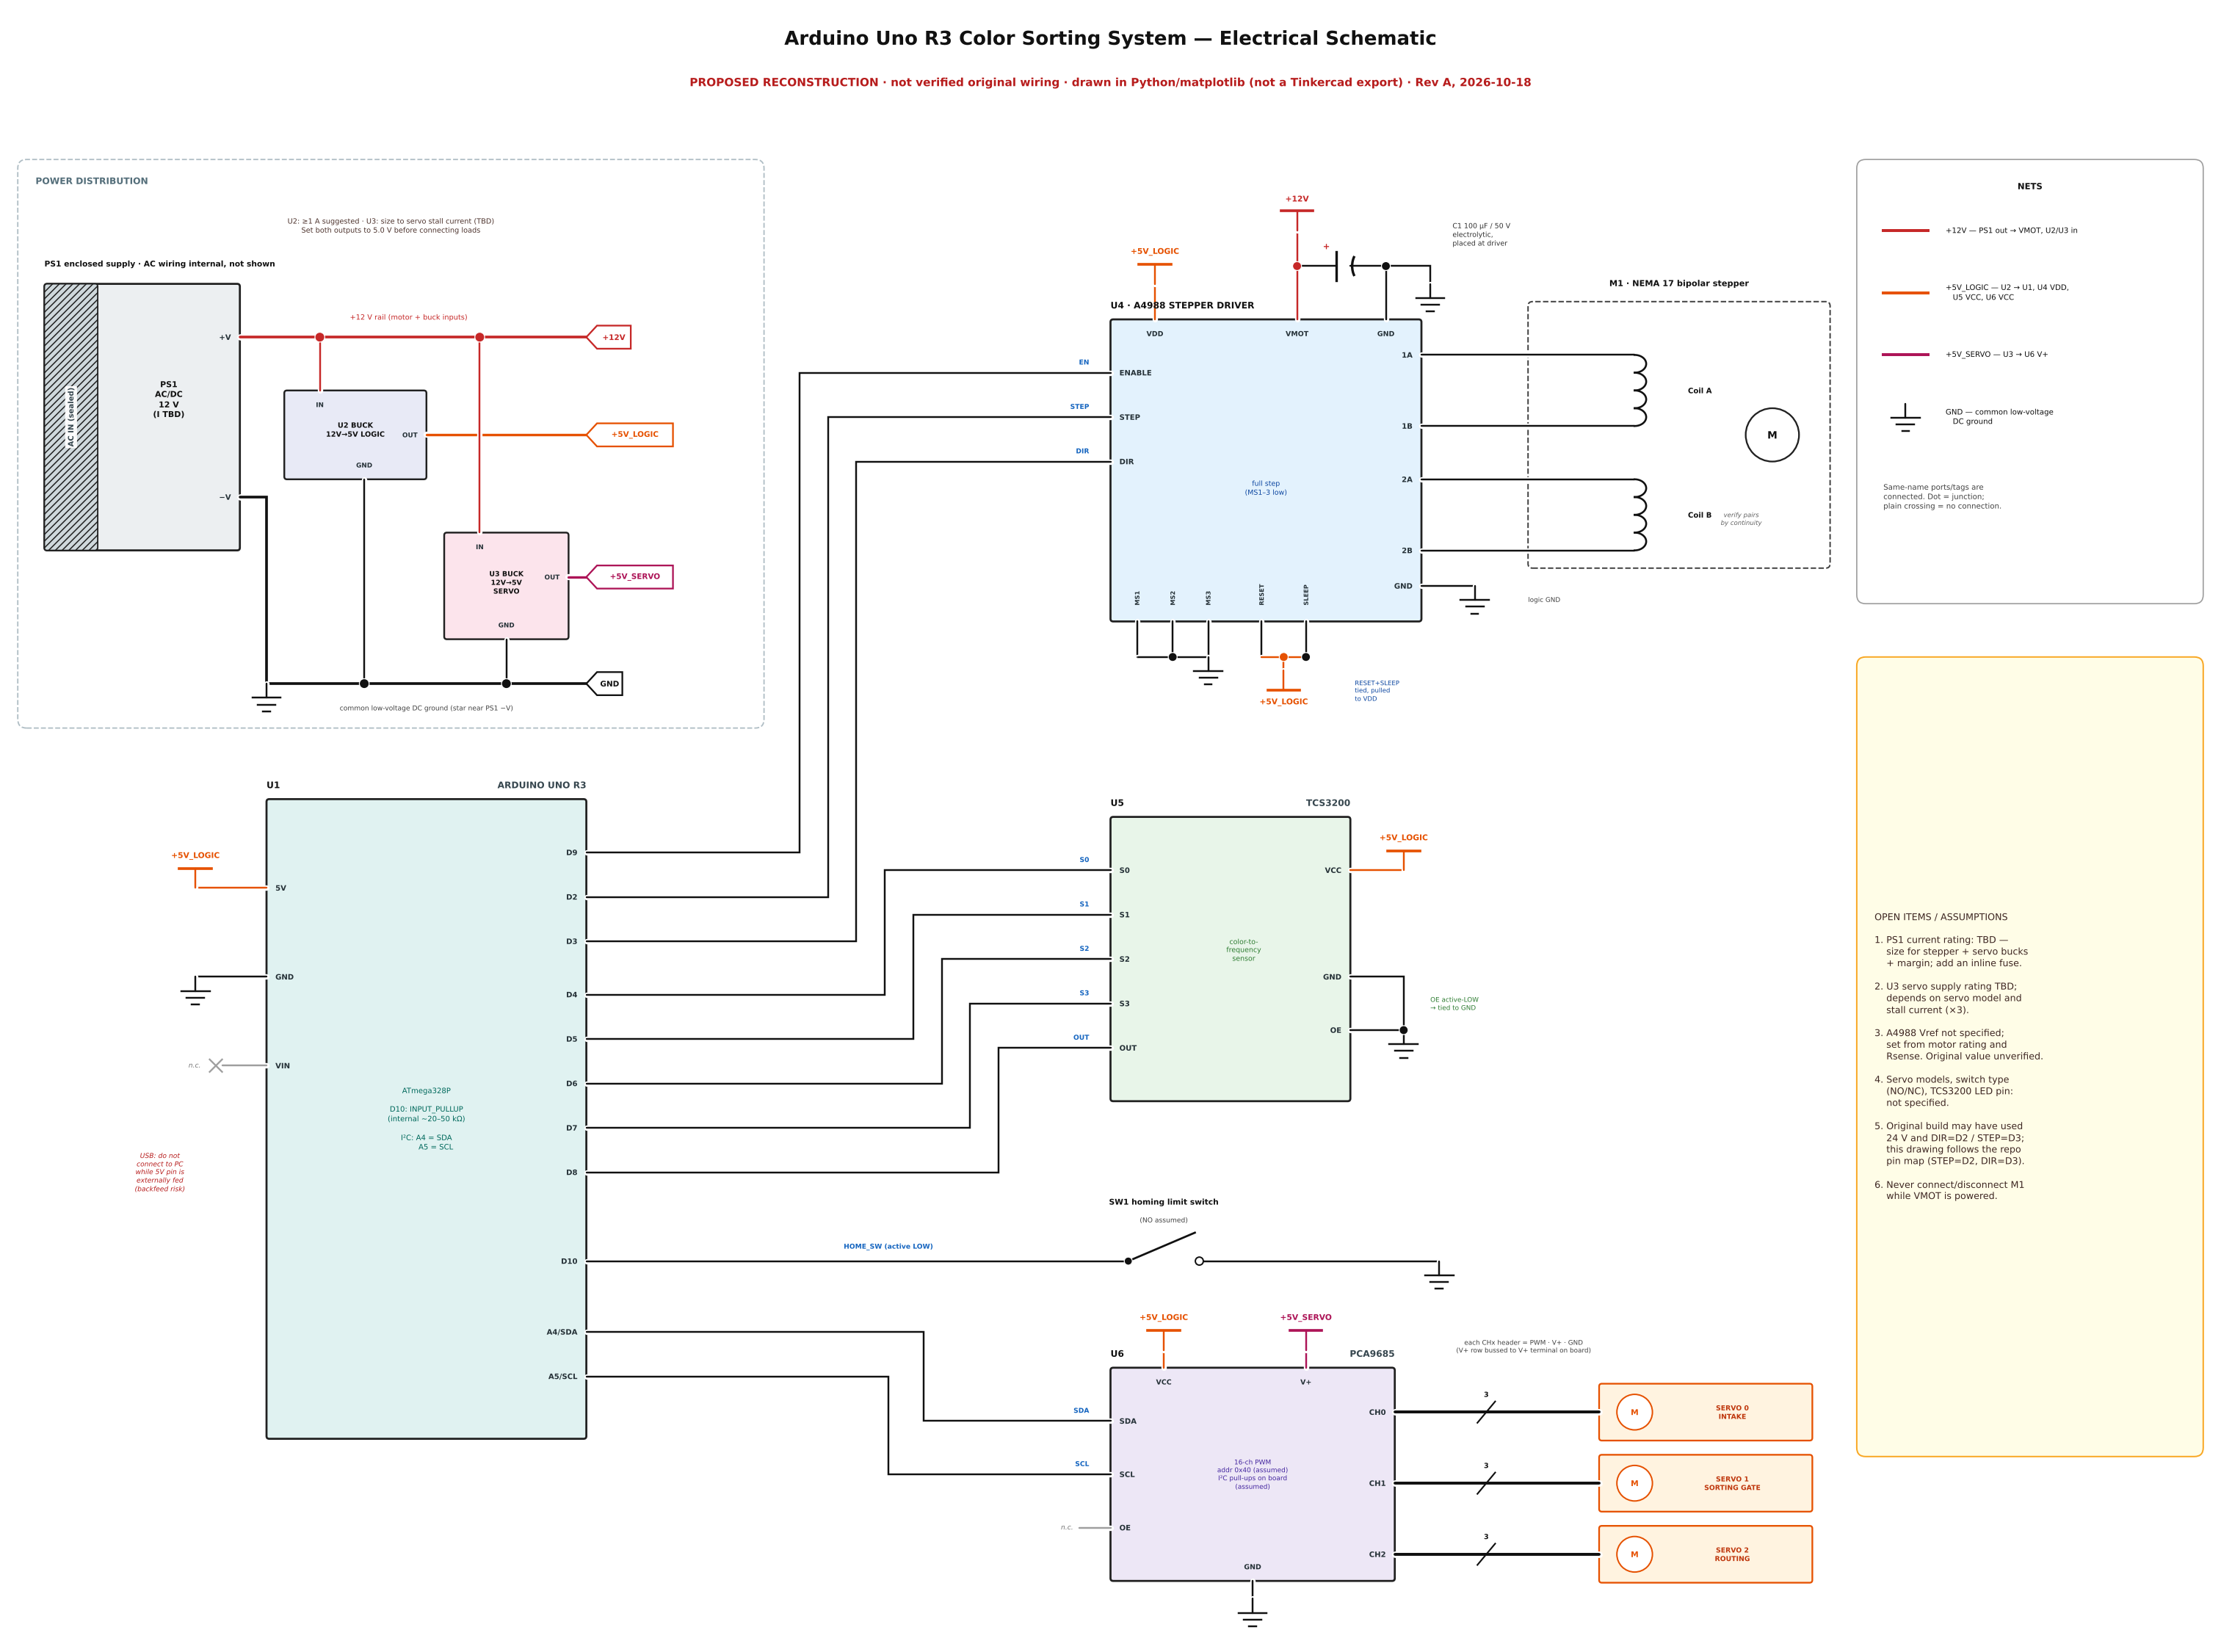 Arduino Uno R3 Color Sorting System — Electrical Schematic
PROPOSED RECONSTRUCTION · not verified original wiring · drawn in Python/matplotlib (not a Tinkercad export) · Rev A, 2026-10-18
POWER DISTRIBUTION
U2: ≥1 A suggested · U3: size to servo stall current (TBD)
Set both outputs to 5.0 V before connecting loads
PS1 enclosed supply · AC wiring internal, not shown
AC IN (sealed)
PS1
AC/DC
12 V
(I TBD)
+V
−V
+12 V rail (motor + buck inputs)
+12V
IN
U2 BUCK
12V→5V LOGIC
OUT
GND
+5V_LOGIC
IN
U3 BUCK
12V→5V
SERVO
OUT
GND
+5V_SERVO
GND
common low-voltage DC ground (star near PS1 −V)
+12V
+
C1 100 µF / 50 V
electrolytic,
placed at driver
+5V_LOGIC
U4 · A4988 STEPPER DRIVER
VDD
VMOT
GND
EN
ENABLE
STEP
STEP
DIR
DIR
full step
(MS1–3 low)
1A
1B
2A
2B
GND
MS1
MS2
MS3
RESET
SLEEP
logic GND
+5V_LOGIC
RESET+SLEEP
tied, pulled
to VDD
M1 · NEMA 17 bipolar stepper
Coil A
M
Coil B
verify pairs
by continuity
NETS
+12V — PS1 out → VMOT, U2/U3 in
+5V_LOGIC — U2 → U1, U4 VDD,
U5 VCC, U6 VCC
+5V_SERVO — U3 → U6 V+
GND — common low-voltage
DC ground
Same-name ports/tags are
connected. Dot = junction;
plain crossing = no connection.
U1
ARDUINO UNO R3
+5V_LOGIC
5V
GND
n.c.
VIN
USB: do not
connect to PC
while 5V pin is
externally fed
(backfeed risk)
ATmega328P
D10: INPUT_PULLUP
(internal ~20–50 kΩ)
I²C: A4 = SDA
A5 = SCL
D9
D2
D3
D4
D5
D6
D7
D8
D10
A4/SDA
A5/SCL
U5
TCS3200
S0
S0
S1
S1
S2
S2
S3
S3
OUT
OUT
color-to-
frequency
sensor
+5V_LOGIC
VCC
GND
OE
OE active-LOW
→ tied to GND
SW1 homing limit switch
(NO assumed)
HOME_SW (active LOW)
+5V_LOGIC
+5V_SERVO
U6
PCA9685
VCC
V+
SDA
SDA
SCL
SCL
n.c.
OE
16-ch PWM
addr 0x40 (assumed)
I²C pull-ups on board
(assumed)
GND
CH0
CH1
CH2
each CHx header = PWM · V+ · GND
(V+ row bussed to V+ terminal on board)
3
M
SERVO 0
INTAKE
3
M
SERVO 1
SORTING GATE
3
M
SERVO 2
ROUTING
OPEN ITEMS / ASSUMPTIONS
1. PS1 current rating: TBD —
size for stepper + servo bucks
+ margin; add an inline fuse.
2. U3 servo supply rating TBD;
depends on servo model and
stall current (×3).
3. A4988 Vref not specified;
set from motor rating and
Rsense. Original value unverified.
4. Servo models, switch type
(NO/NC), TCS3200 LED pin:
not specified.
5. Original build may have used
24 V and DIR=D2 / STEP=D3;
this drawing follows the repo
pin map (STEP=D2, DIR=D3).
6. Never connect/disconnect M1
while VMOT is powered.